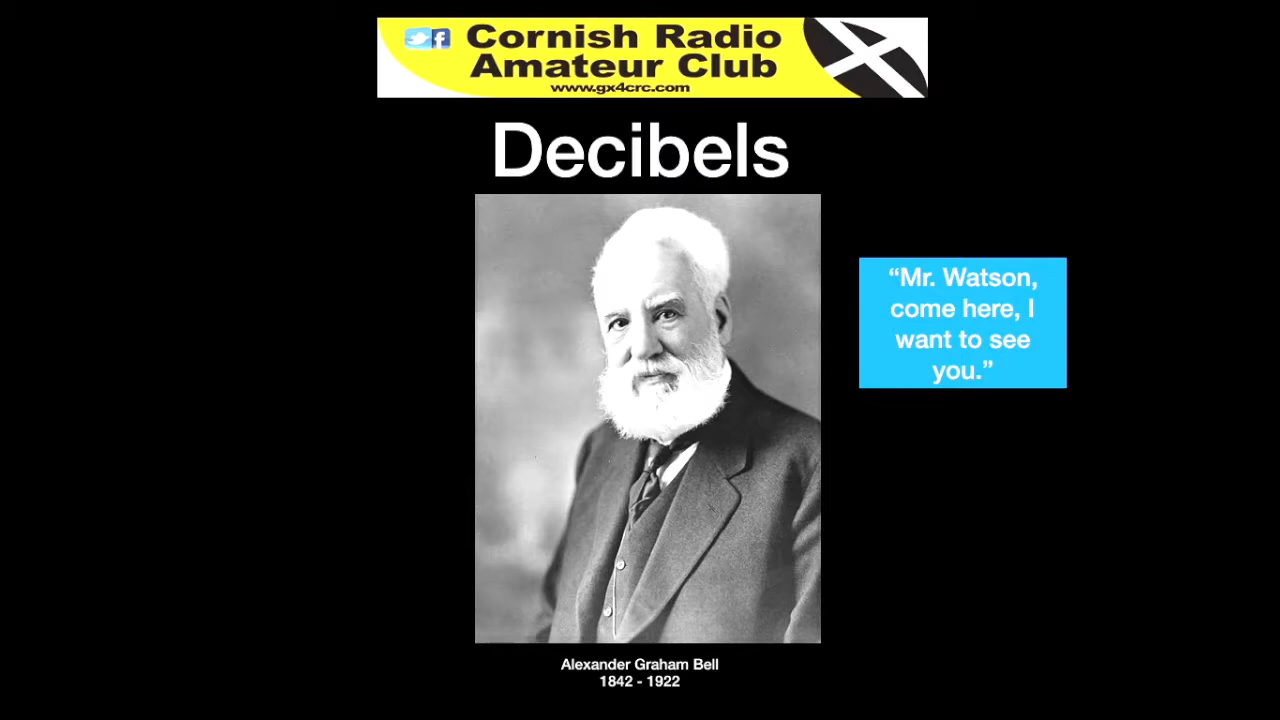 Cornish Radio
Amateur Club
www.gx4crc.com
Decibels
“Mr. Watson,
come here, I
want to see
you.”
Alexander Graham Bell
1842 - 1922